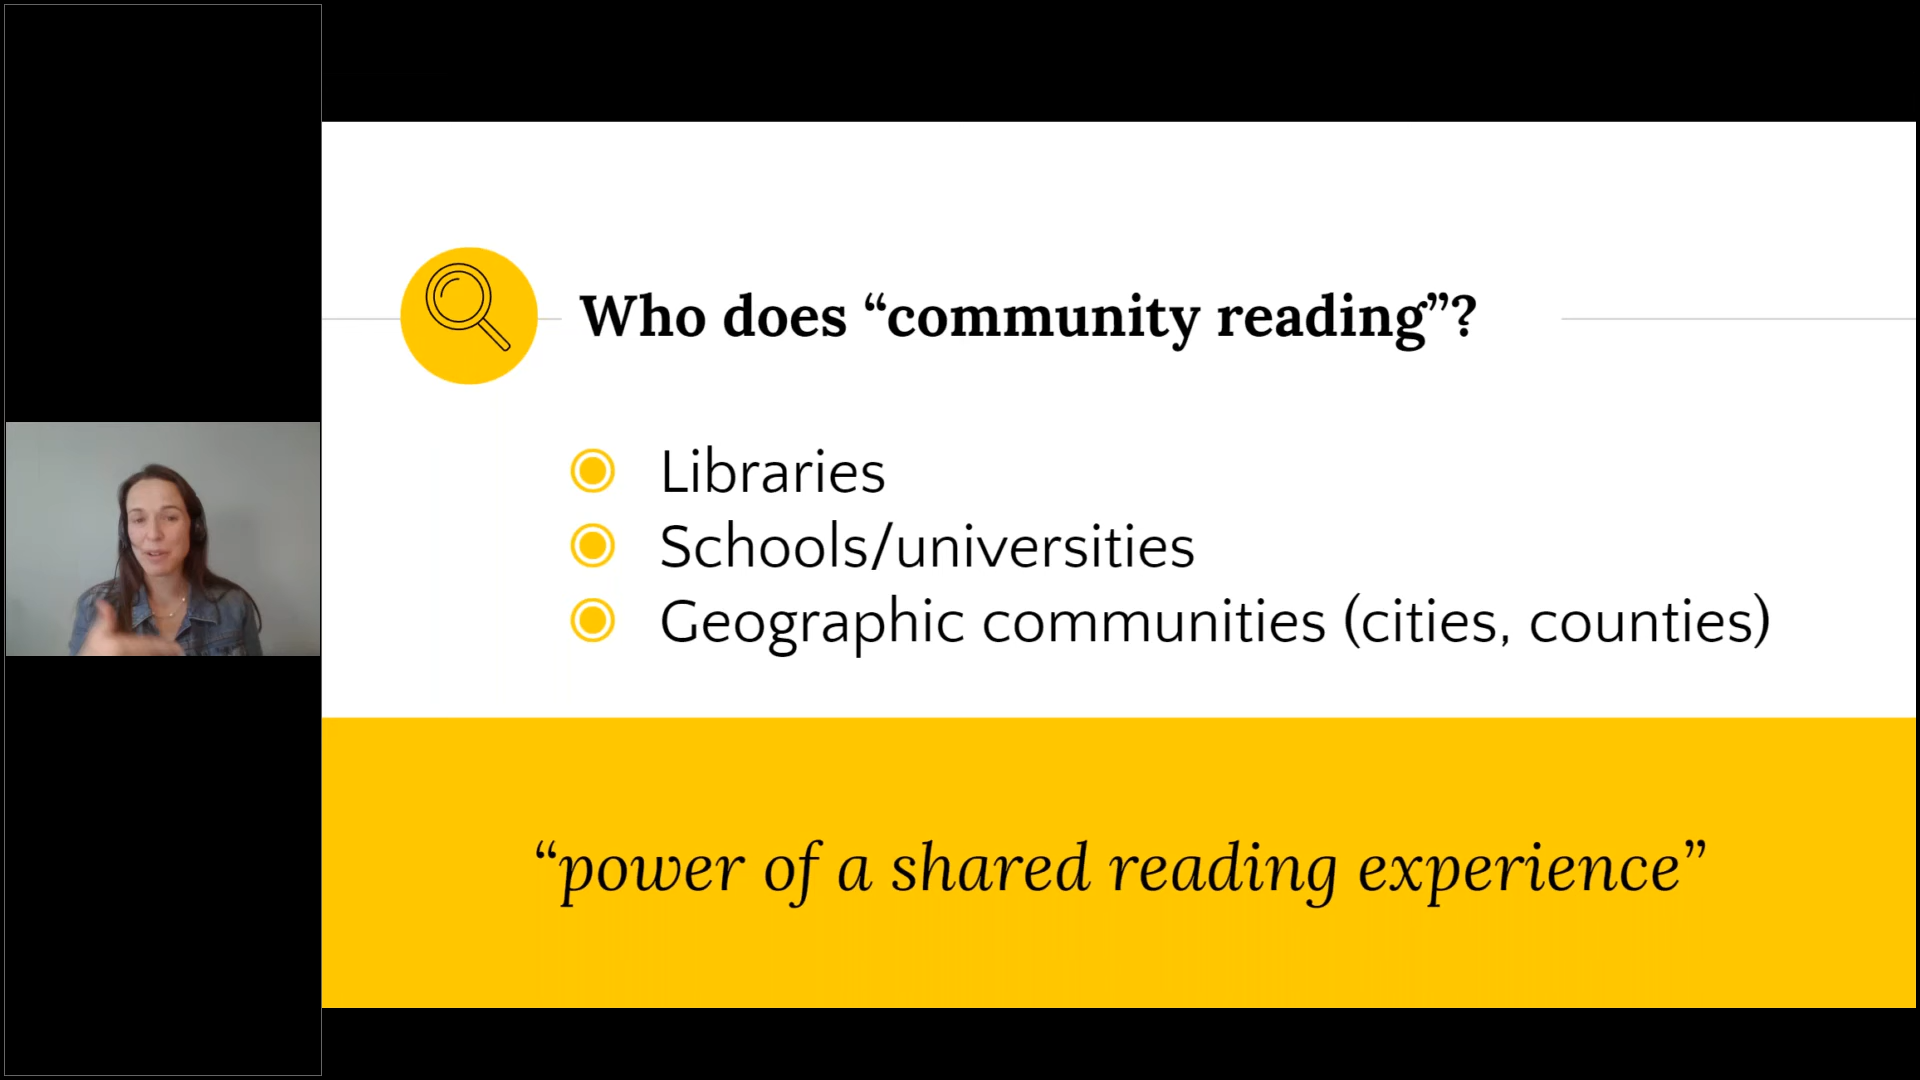 Who does “community reading”?
Libraries
Schools/universities
Geographic communities (cities, counties)
“power of a shared reading experience”